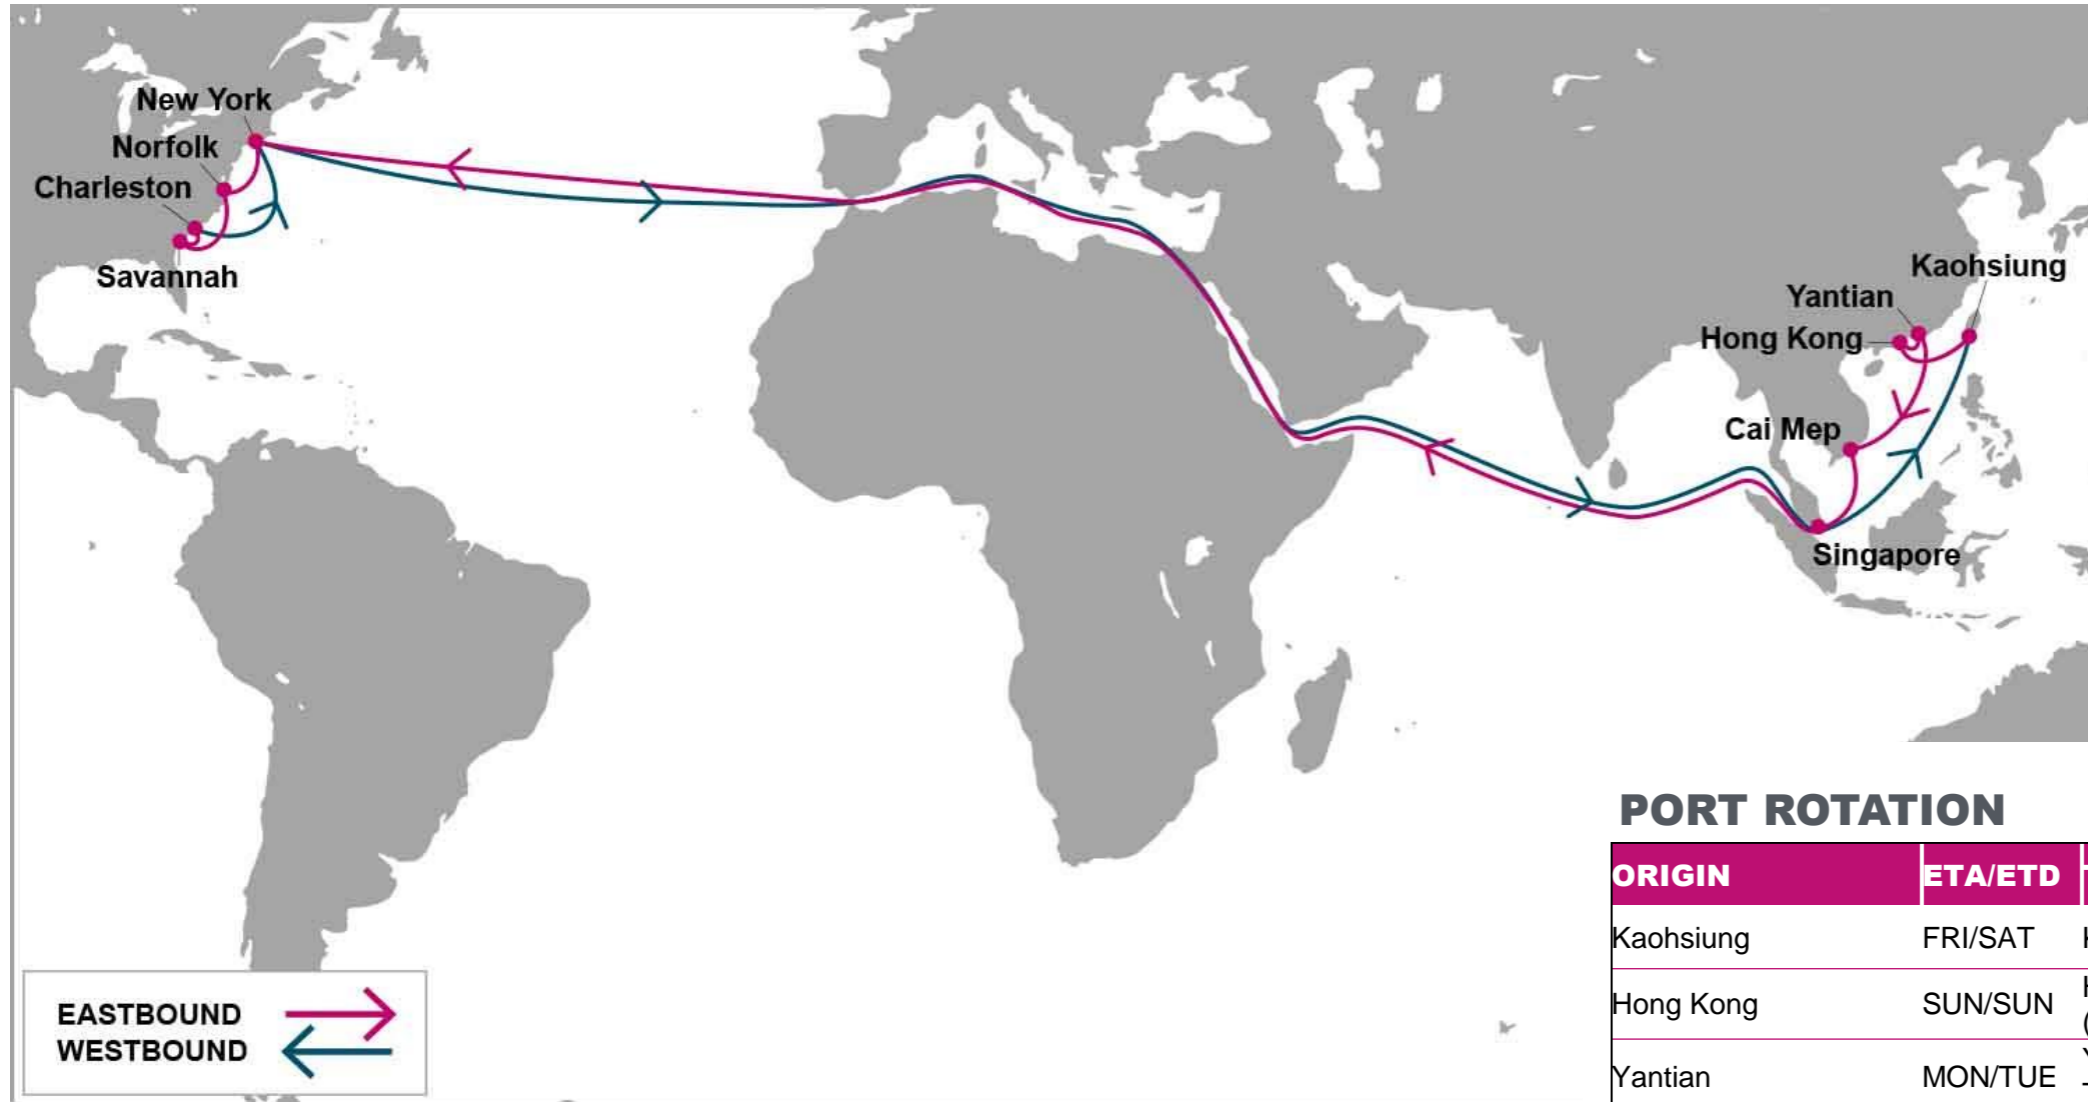 New York
Norfolk
Charleston
Savannah
Kaohsiung
Yantian
Hong Kong
Cai Mep
Singapore
EASTBOUND
WESTBOUND
PORT ROTATION
ORIGIN ETA/ETD
Kaohsiung FRI/SAT
Hong Kong SUN/SUN
Yantian MON/TUE